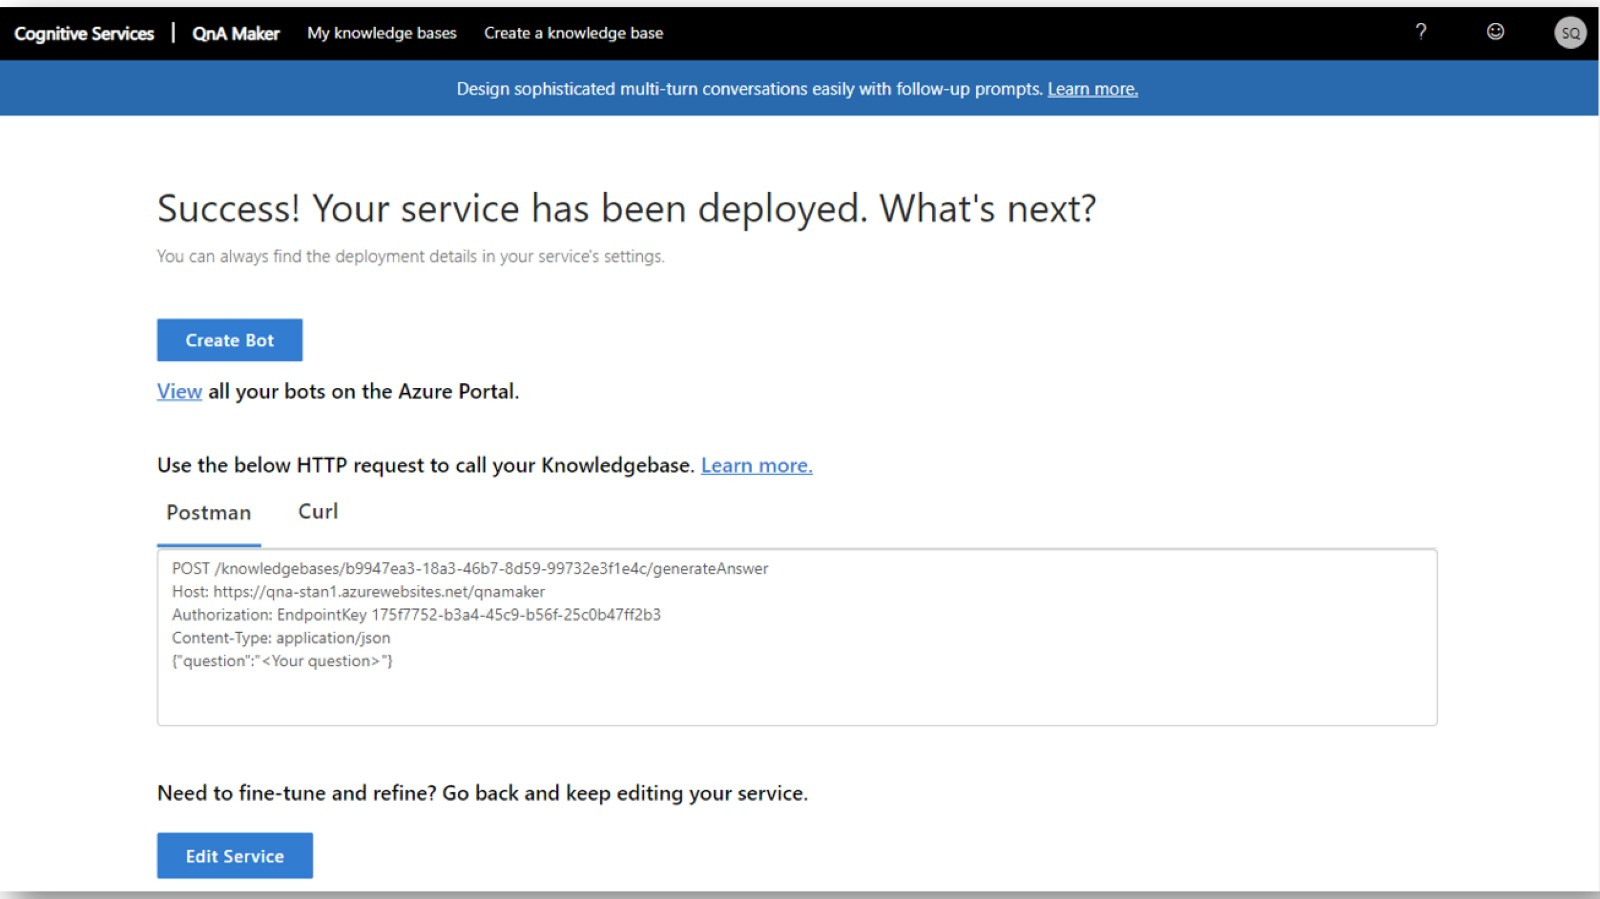 Cognitive Services | QnA Maker My knowledge bases Create a knowledge base ? SQ
Design sophisticated multi-turn conversations easily with follow-up prompts. Learn more.
Success! Your service has been deployed. What's next?
You can always find the deployment details in your service's settings.
Create Bot
View all your bots on the Azure Portal.
Use the below HTTP request to call your Knowledgebase. Learn more.
Postman Curl
POST /knowledgebases/b9947ea3-18a3-46b7-8d59-99732e3f1e4c/generateAnswer
Host: https://qna-stan1.azurewebsites.net/qnamaker
Authorization: EndpointKey 175f7752-b3a4-45c9-b56f-25c0b47ff2b3
Content-Type: application/json
{"question":"<Your question>"}
Need to fine-tune and refine? Go back and keep editing your service.
Edit Service